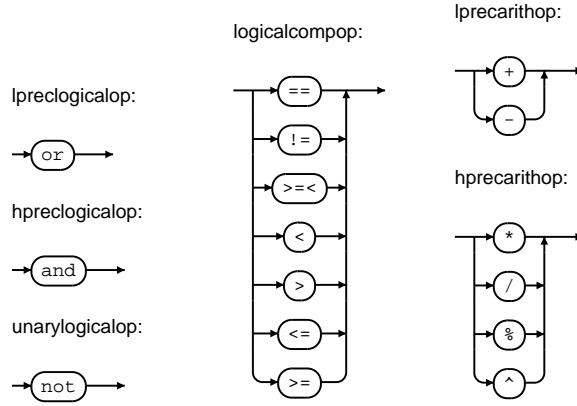 lpreclogicalop:
or
hpreclogicalop:
and
unarylogicalop:
not
logicalcompop:
==
!=
>=<
<
>
<=
>=
lprecarithop:
+
-
hprecarithop:
*
/
%
^